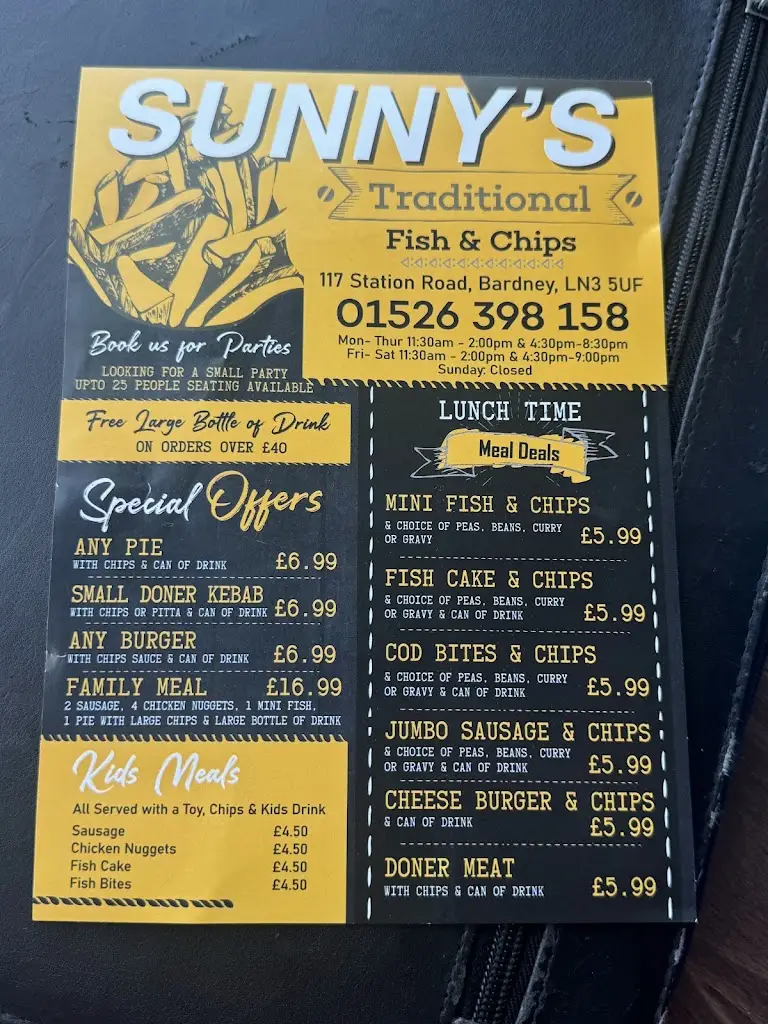 SUNNY'S
Traditional
Fish & Chips
117 Station Road, Bardney, LN3 5UF
01526 398 158
Mon- Thur 11:30am - 2:00pm & 4:30pm-8:30pm
Fri- Sat 11:30am - 2:00pm & 4:30pm-9:00pm
Sunday: Closed
Book us for Parties
LOOKING FOR A SMALL PARTY
UPTO 25 PEOPLE SEATING AVAILABLE
Free Large Bottle of Drink
ON ORDERS OVER £40
Special Offers
ANY PIE
WITH CHIPS & CAN OF DRINK £6.99
SMALL DONER KEBAB
WITH CHIPS OR PITTA & CAN OF DRINK £6.99
ANY BURGER
WITH CHIPS SAUCE & CAN OF DRINK £6.99
FAMILY MEAL £16.99
2 SAUSAGE, 4 CHICKEN NUGGETS, 1 MINI FISH,
1 PIE WITH LARGE CHIPS & LARGE BOTTLE OF DRINK
Kids Meals
All Served with a Toy, Chips & Kids Drink
Sausage £4.50
Chicken Nuggets £4.50
Fish Cake £4.50
Fish Bites £4.50
LUNCH TIME
Meal Deals
MINI FISH & CHIPS
& CHOICE OF PEAS, BEANS, CURRY
OR GRAVY £5.99
FISH CAKE & CHIPS
& CHOICE OF PEAS, BEANS, CURRY
OR GRAVY & CAN OF DRINK £5.99
COD BITES & CHIPS
& CHOICE OF PEAS, BEANS, CURRY
OR GRAVY & CAN OF DRINK £5.99
JUMBO SAUSAGE & CHIPS
& CHOICE OF PEAS, BEANS, CURRY
OR GRAVY & CAN OF DRINK £5.99
CHEESE BURGER & CHIPS
& CAN OF DRINK £5.99
DONER MEAT
WITH CHIPS & CAN OF DRINK £5.99